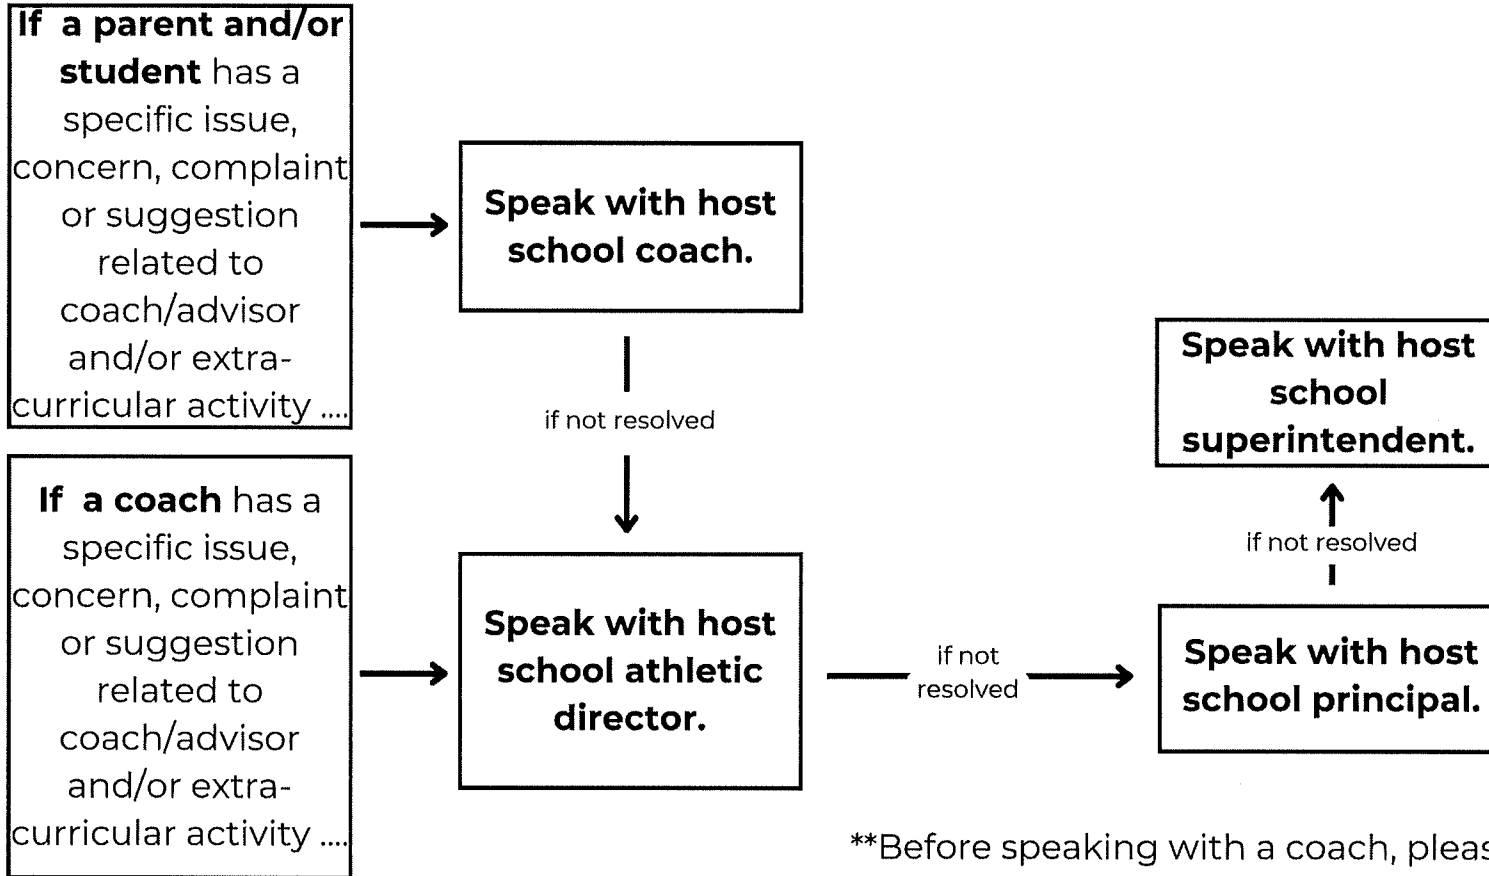 If a parent and/or
student has a
specific issue,
concern, complaint
or suggestion
related to
coach/advisor
and/or extra-
curricular activity ....
Speak with host
school coach.
if not resolved
If a coach has a
specific issue,
concern, complaint
or suggestion
related to
coach/advisor
and/or extra-
curricular activity ....
Speak with host
school athletic
director.
if not
resolved
Speak with host
school principal.
if not resolved
Speak with host
school
superintendent.
**Before speaking with a coach, pleas